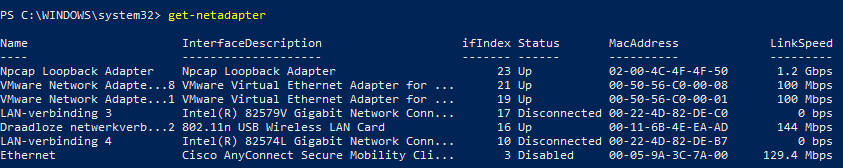 PS C:\WINDOWS\system32> get-netadapter
Name InterfaceDescription ifIndex Status MacAddress LinkSpeed
---- -------------------- ------- ------ ---------- ---------
Npcap Loopback Adapter Npcap Loopback Adapter 23 Up 02-00-4C-4F-4F-50 1.2 Gbps
VMware Network Adapte...8 VMware Virtual Ethernet Adapter for ... 21 Up 00-50-56-C0-00-08 100 Mbps
VMware Network Adapte...1 VMware Virtual Ethernet Adapter for ... 19 Up 00-50-56-C0-00-01 100 Mbps
LAN-verbinding 3 Intel(R) 82579V Gigabit Network Conn... 17 Disconnected 00-22-4D-82-DE-C0 0 bps
Draadloze netwerkverb...2 802.11n USB Wireless LAN Card 16 Up 00-11-6B-4E-EA-AD 144 Mbps
LAN-verbinding 4 Intel(R) 82574L Gigabit Network Conn... 10 Disconnected 00-22-4D-82-DE-B7 0 bps
Ethernet Cisco AnyConnect Secure Mobility Cli... 3 Disabled 00-05-9A-3C-7A-00 129.4 Mbps